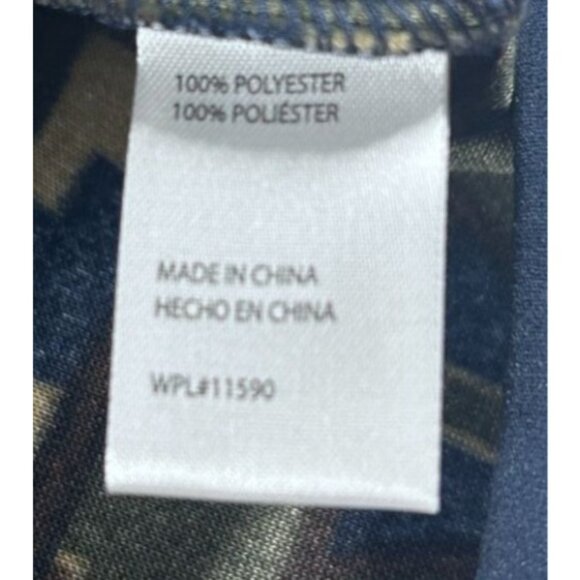 100% POLYESTER
100% POLIÉSTER
MADE IN CHINA
HECHO EN CHINA
WPL#11590